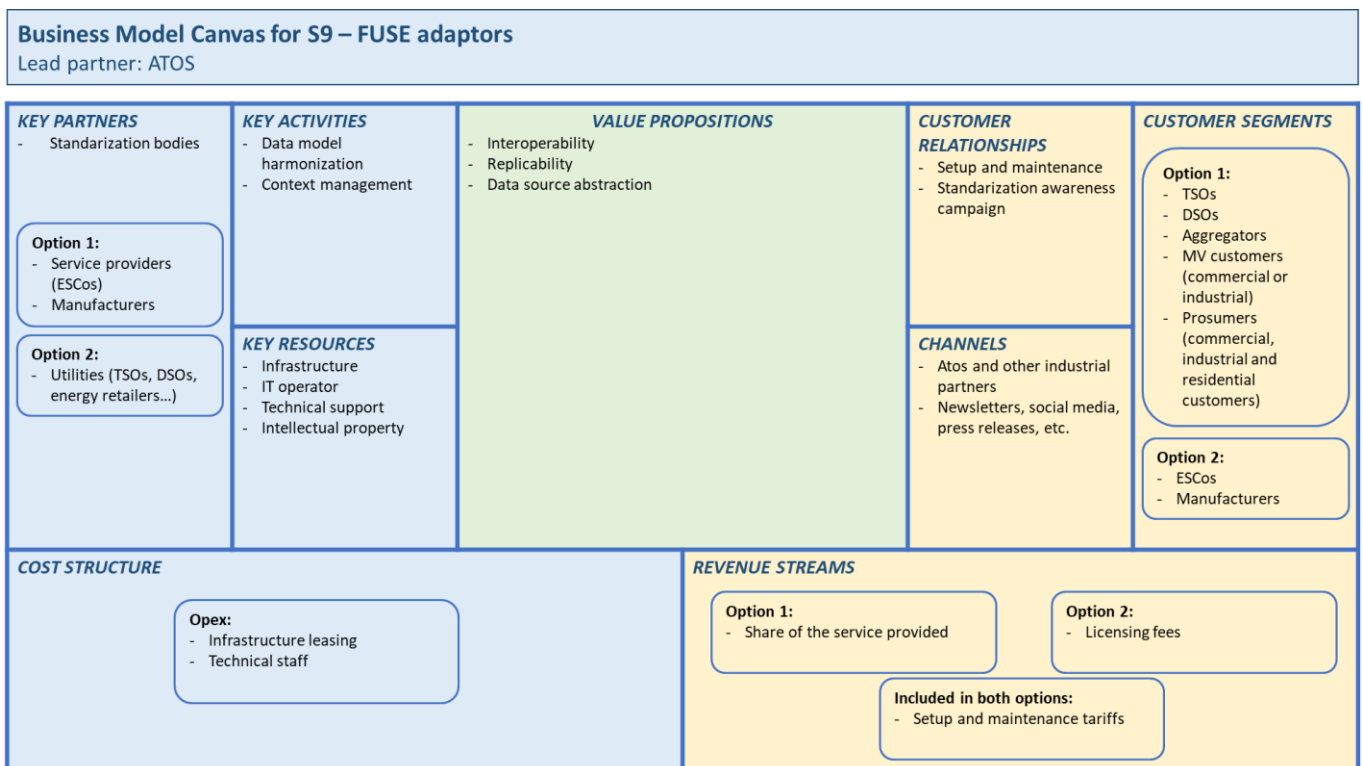 Business Model Canvas for S9 – FUSE adaptors
Lead partner: ATOS
KEY PARTNERS
- Standarization bodies
Option 1:
- Service providers
(ESCos)
- Manufacturers
Option 2:
- Utilities (TSOs, DSOs,
energy retailers…)
KEY ACTIVITIES
- Data model
harmonization
- Context management
KEY RESOURCES
- Infrastructure
- IT operator
- Technical support
- Intellectual property
VALUE PROPOSITIONS
- Interoperability
- Replicability
- Data source abstraction
CUSTOMER
RELATIONSHIPS
- Setup and maintenance
- Standarization awareness
campaign
CHANNELS
- Atos and other industrial
partners
- Newsletters, social media,
press releases, etc.
CUSTOMER SEGMENTS
Option 1:
- TSOs
- DSOs
- Aggregators
- MV customers
(commercial or
industrial)
- Prosumers
(commercial,
industrial and
residential
customers)
Option 2:
- ESCos
- Manufacturers
COST STRUCTURE
Opex:
- Infrastructure leasing
- Technical staff
REVENUE STREAMS
Option 1:
- Share of the service provided
Option 2:
- Licensing fees
Included in both options:
- Setup and maintenance tariffs